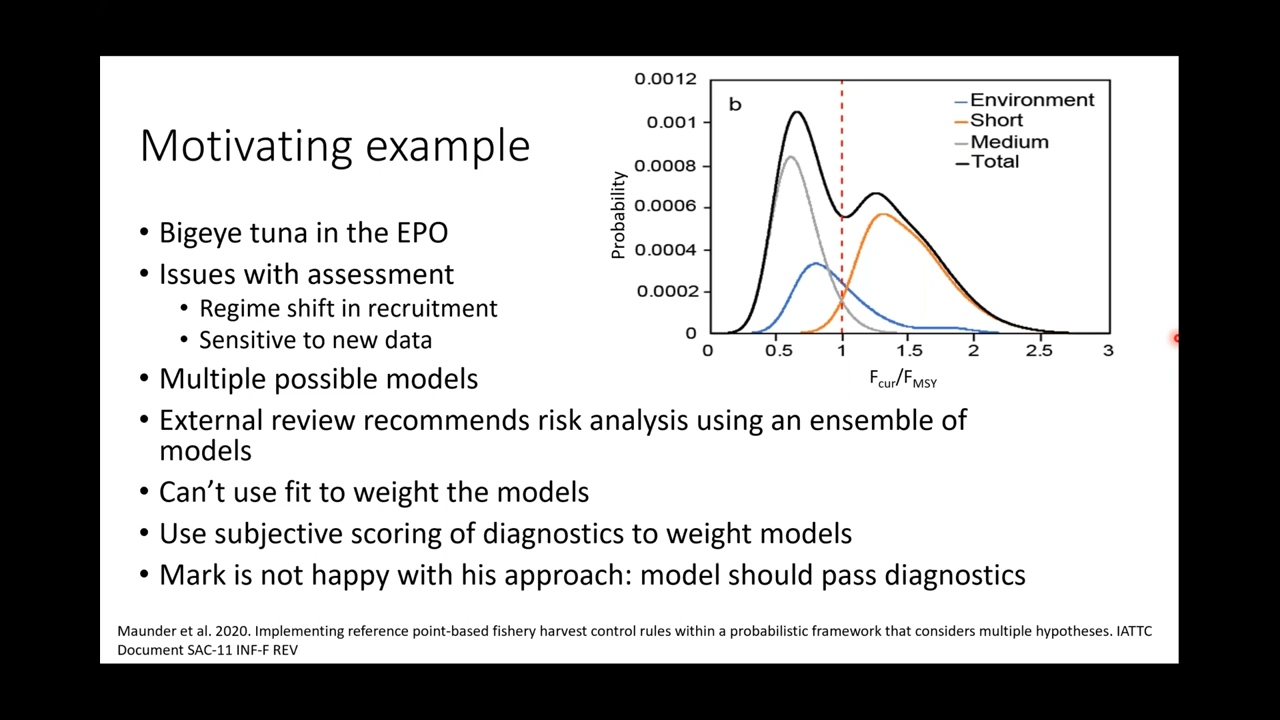 Motivating example
• Bigeye tuna in the EPO
• Issues with assessment
• Regime shift in recruitment
• Sensitive to new data
• Multiple possible models
• External review recommends risk analysis using an ensemble of
models
• Can't use fit to weight the models
• Use subjective scoring of diagnostics to weight models
• Mark is not happy with his approach: model should pass diagnostics
b
Environment
Short
Medium
Total
Probability
0.0012
0.001
0.0008
0.0006
0.0004
0.0002
0
0 0.5 1 1.5 2 2.5 3
Fcur/FMSY
Maunder et al. 2020. Implementing reference point-based fishery harvest control rules within a probabilistic framework that considers multiple hypotheses. IATTC
Document SAC-11 INF-F REV